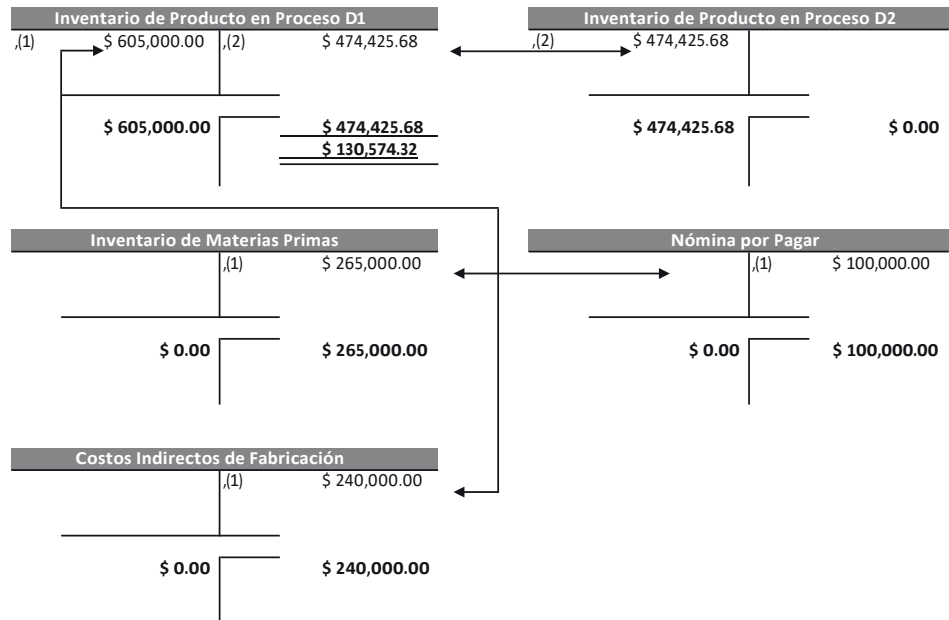 Inventario de Producto en Proceso D1
,(1) $ 605,000.00 ,(2) $ 474,425.68
$ 605,000.00 $ 474,425.68
$ 130,574.32
Inventario de Producto en Proceso D2
,(2) $ 474,425.68
$ 474,425.68 $ 0.00
Inventario de Materias Primas
,(1) $ 265,000.00
$ 0.00 $ 265,000.00
Nómina por Pagar
,(1) $ 100,000.00
$ 0.00 $ 100,000.00
Costos Indirectos de Fabricación
,(1) $ 240,000.00
$ 0.00 $ 240,000.00